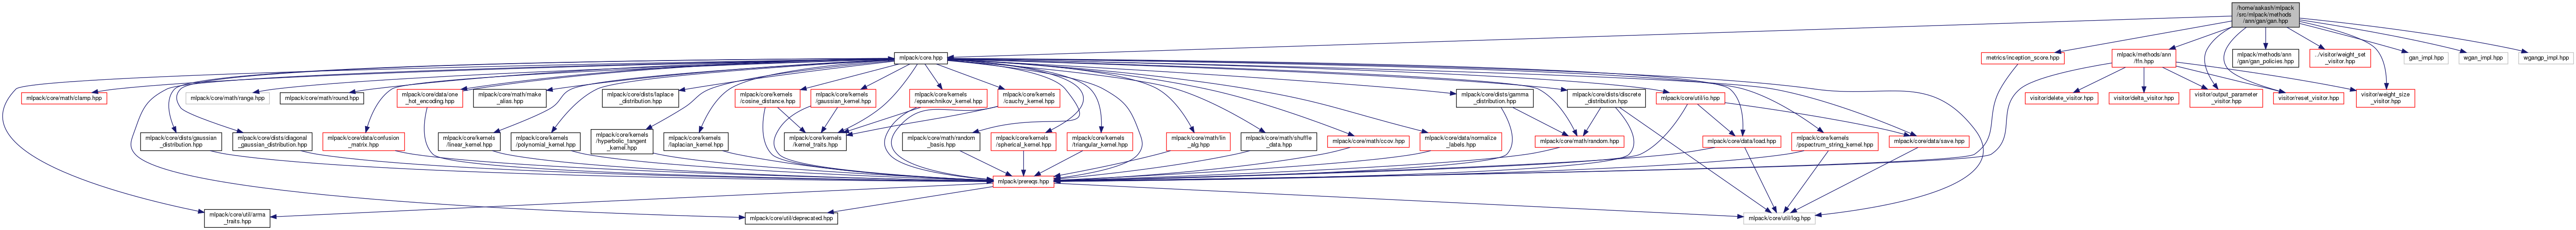 /home/aakash/mlpack
/src/mlpack/methods
/ann/gan/gan.hpp
mlpack/core.hpp
metrics/inception_score.hpp
mlpack/methods/ann
/ffn.hpp
mlpack/methods/ann
/gan/gan_policies.hpp
../visitor/weight_set
_visitor.hpp
gan_impl.hpp
wgan_impl.hpp
wgangp_impl.hpp
mlpack/core/math/clamp.hpp
mlpack/core/math/range.hpp
mlpack/core/math/round.hpp
mlpack/core/data/one
_hot_encoding.hpp
mlpack/core/math/make
_alias.hpp
mlpack/core/dists/laplace
_distribution.hpp
mlpack/core/kernels
/cosine_distance.hpp
mlpack/core/kernels
/gaussian_kernel.hpp
mlpack/core/kernels
/epanechnikov_kernel.hpp
mlpack/core/kernels
/cauchy_kernel.hpp
mlpack/core/dists/gamma
_distribution.hpp
mlpack/core/dists/discrete
_distribution.hpp
mlpack/core/util/io.hpp
visitor/delete_visitor.hpp
visitor/delta_visitor.hpp
visitor/output_parameter
_visitor.hpp
visitor/reset_visitor.hpp
visitor/weight_size
_visitor.hpp
mlpack/core/dists/gaussian
_distribution.hpp
mlpack/core/dists/diagonal
_gaussian_distribution.hpp
mlpack/core/data/confusion
_matrix.hpp
mlpack/core/kernels
/linear_kernel.hpp
mlpack/core/kernels
/polynomial_kernel.hpp
mlpack/core/kernels
/hyperbolic_tangent
_kernel.hpp
mlpack/core/kernels
/laplacian_kernel.hpp
mlpack/core/kernels
/kernel_traits.hpp
mlpack/core/math/random
_basis.hpp
mlpack/core/kernels
/spherical_kernel.hpp
mlpack/core/kernels
/triangular_kernel.hpp
mlpack/core/math/lin
_alg.hpp
mlpack/core/math/shuffle
_data.hpp
mlpack/core/math/ccov.hpp
mlpack/core/data/normalize
_labels.hpp
mlpack/core/math/random.hpp
mlpack/core/data/load.hpp
mlpack/core/kernels
/pspectrum_string_kernel.hpp
mlpack/core/data/save.hpp
mlpack/prereqs.hpp
mlpack/core/util/arma
_traits.hpp
mlpack/core/util/deprecated.hpp
mlpack/core/util/log.hpp